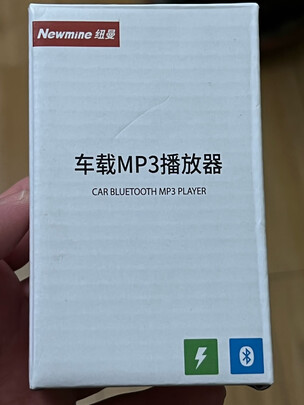 Newmine 纽曼
车载MP3播放器
CAR BLUETOOTH MP3 PLAYER